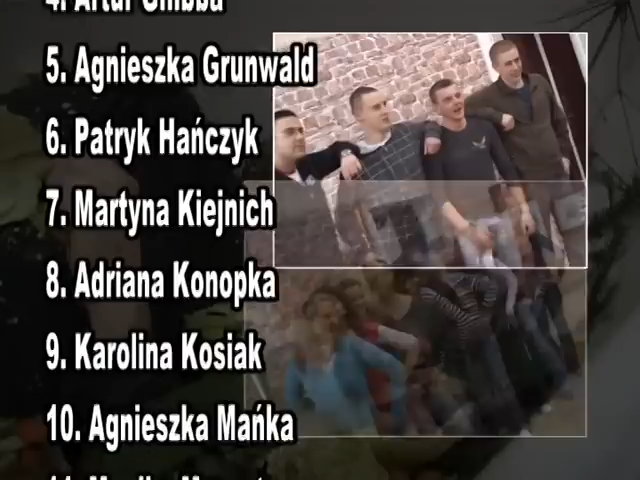 5. Agnieszka Grunwald
6. Patryk Hańczyk
7. Martyna Kiejnich
8. Adriana Konopka
9. Karolina Kosiak
10. Agnieszka Mańka